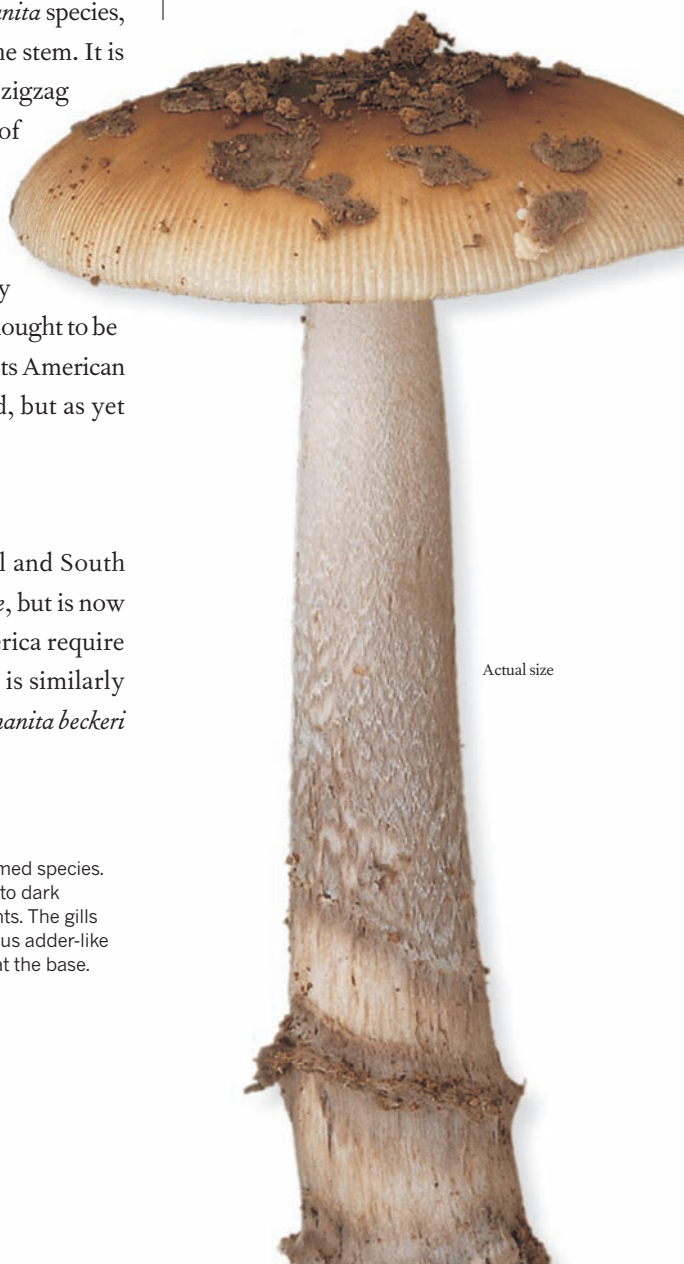 nita species,
he stem. It is
zigzag
of
y
ought to be
ts American
d, but as yet
l and South
e, but is now
rica require
is similarly
anita beckeri
Actual size
med species.
to dark
nts. The gills
us adder-like
at the base.